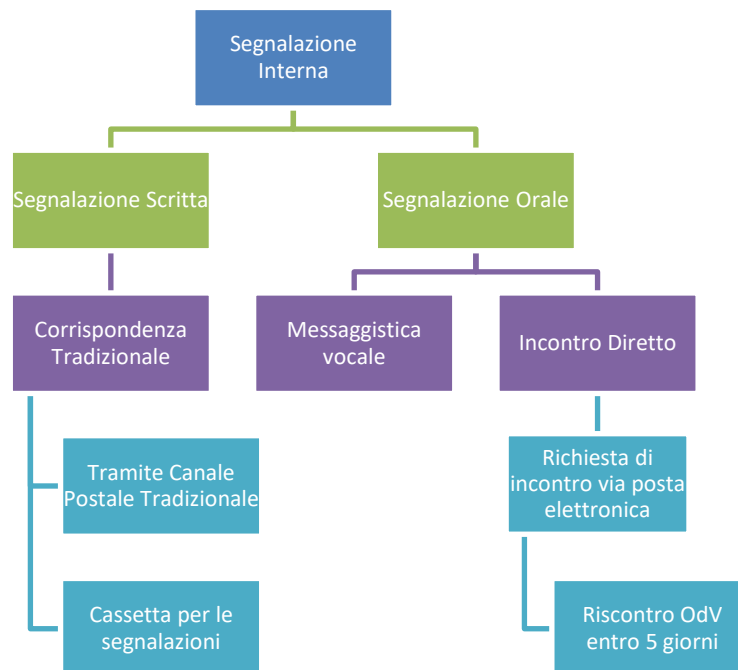 Segnalazione
Interna
Segnalazione Scritta
Segnalazione Orale
Corrispondenza
Tradizionale
Messaggistica
vocale
Incontro Diretto
Tramite Canale
Postale Tradizionale
Richiesta di
incontro via posta
elettronica
Cassetta per le
segnalazioni
Riscontro OdV
entro 5 giorni